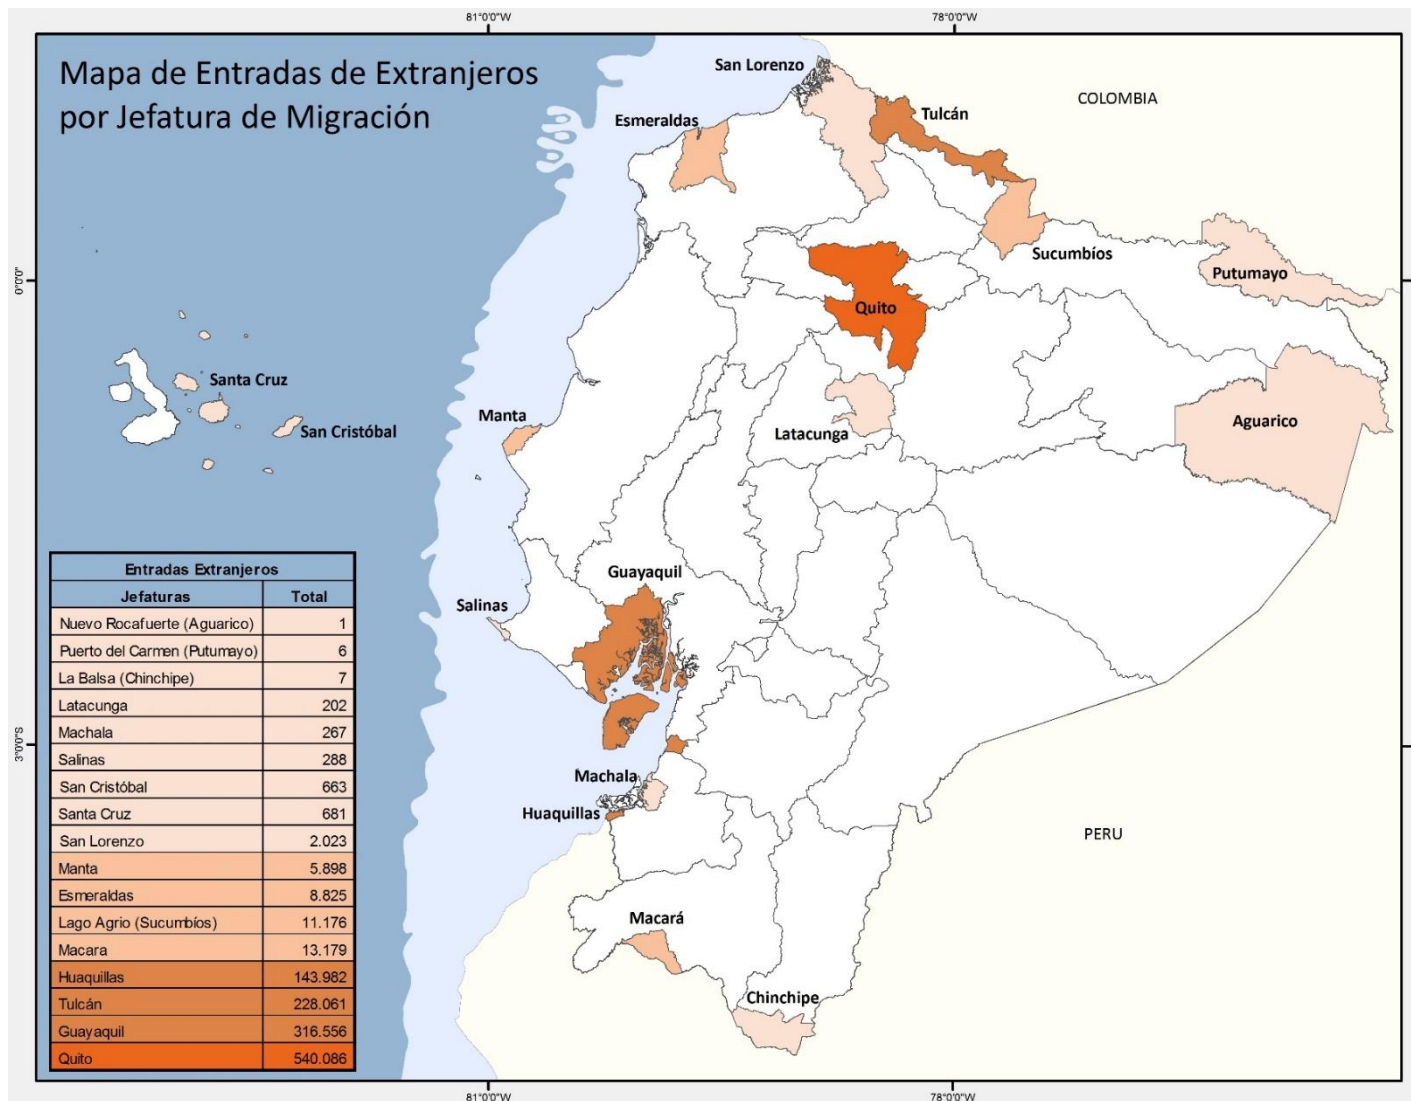 81°0'0"W
78°0'0"W
Mapa de Entradas de Extranjeros
por Jefatura de Migración
San Lorenzo
COLOMBIA
Tulcán
Esmeraldas
Sucumbíos
Putumayo
0°0'0"
Quito
Santa Cruz
Manta
San Cristóbal
Latacunga
Aguarico
Guayaquil
Salinas
Machala
Huaquillas
3°0'0"S
PERU
Macará
Chinchipe
Entradas Extranjeros
Jefaturas Total
Nuevo Rocafuerte (Aguarico) 1
Puerto del Carmen (Putumayo) 6
La Balsa (Chinchipe) 7
Latacunga 202
Machala 267
Salinas 288
San Cristóbal 663
Santa Cruz 681
San Lorenzo 2.023
Manta 5.898
Esmeraldas 8.825
Lago Agrio (Sucumbíos) 11.176
Macara 13.179
Huaquillas 143.982
Tulcán 228.061
Guayaquil 316.556
Quito 540.086
81°0'0"W
78°0'0"W